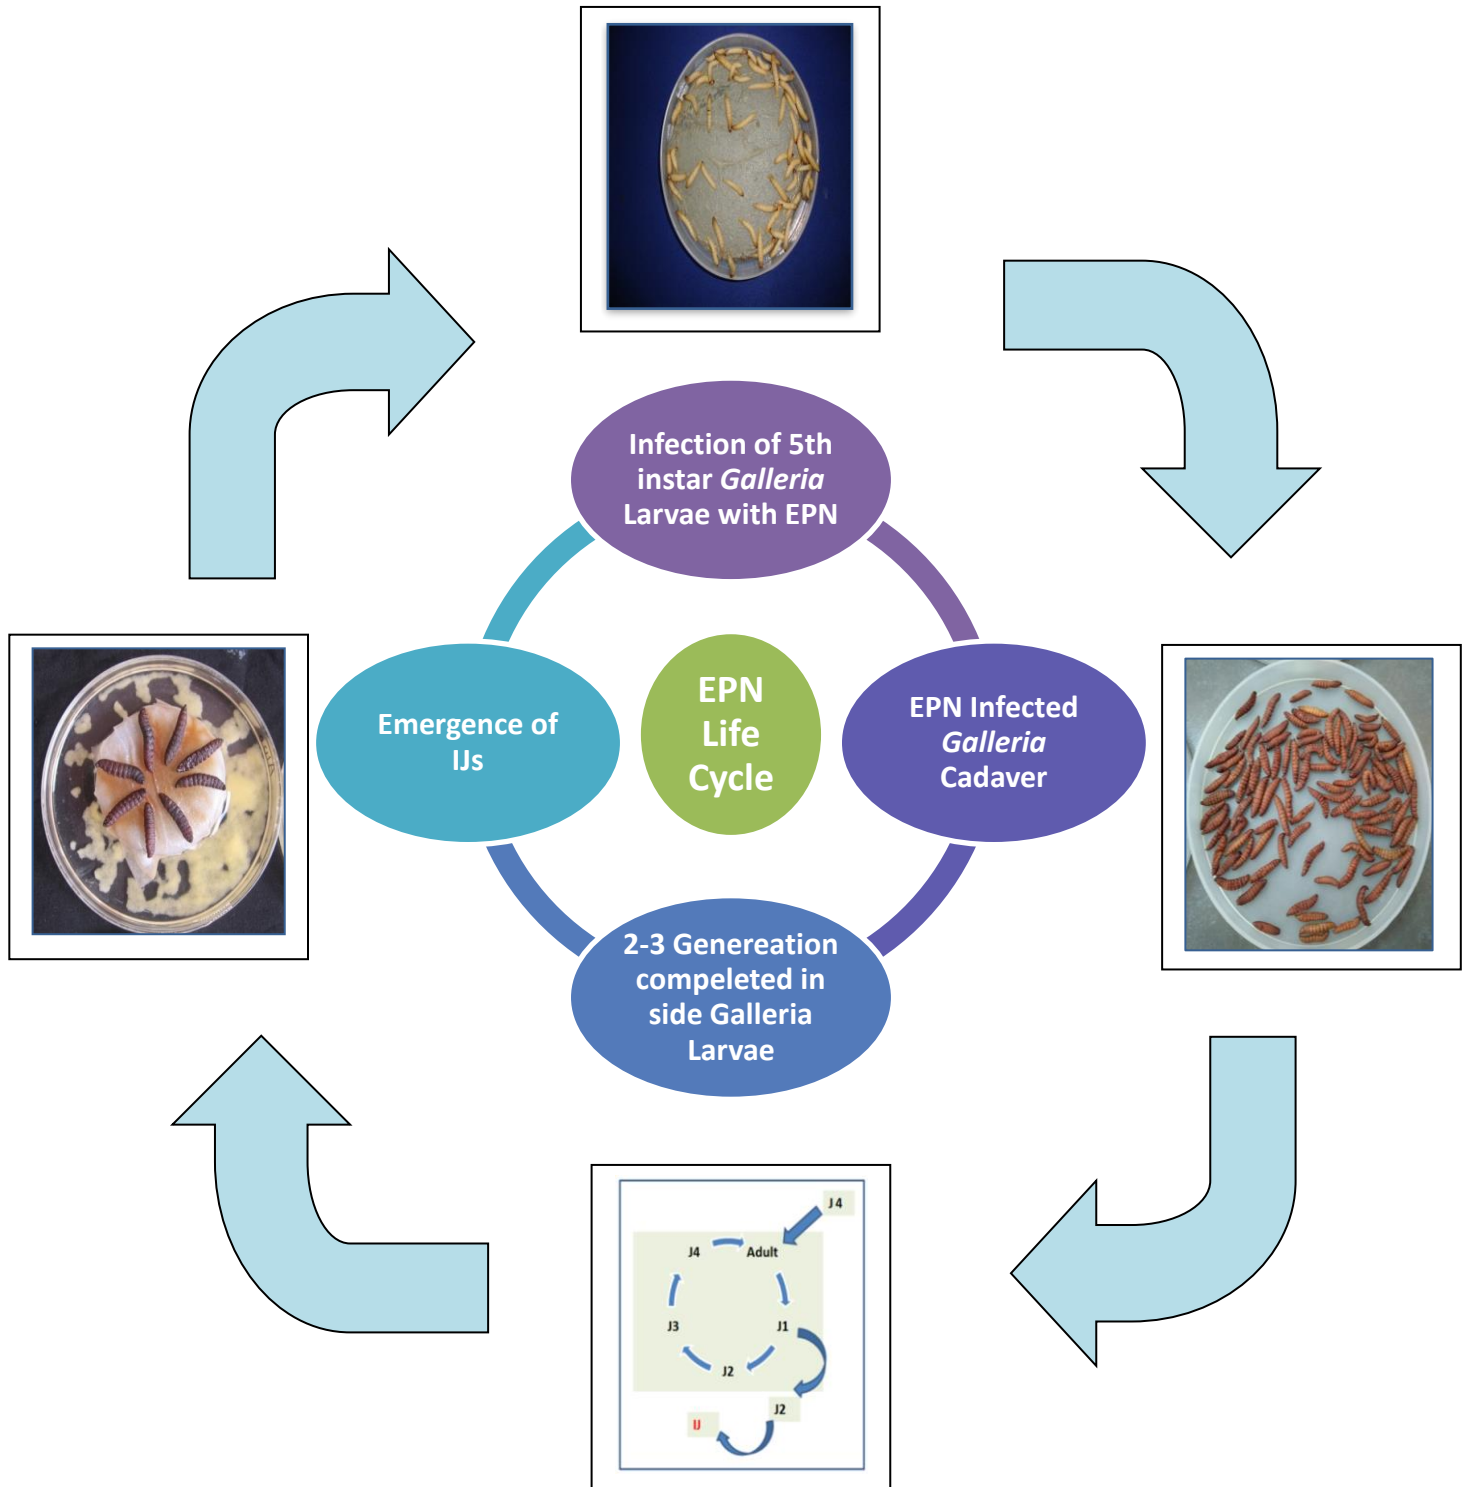 Infection of 5th
instar Galleria
Larvae with EPN
EPN
Life
Cycle
Emergence of
IJs
EPN Infected
Galleria
Cadaver
2-3 Genereation
compeleted in
side Galleria
Larvae
J4
J4
Adult
J3
J1
J2
J2
IJ